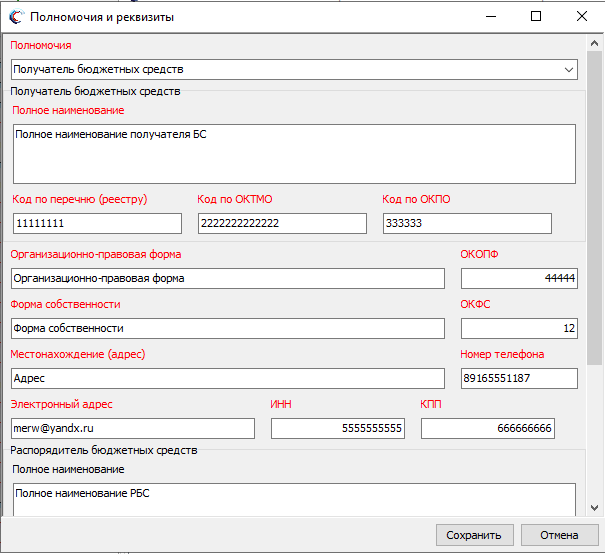 Полномочия и реквизиты
Полномочия
Получатель бюджетных средств
Получатель бюджетных средств
Полное наименование
Полное наименование получателя БС
Код по перечню (реестру) Код по ОКТМО Код по ОКПО
11111111 2222222222222 333333
Организационно-правовая форма ОКОПФ
Организационно-правовая форма 44444
Форма собственности ОКФС
Форма собственности 12
Местонахождение (адрес) Номер телефона
Адрес 89165551187
Электронный адрес ИНН КПП
merw@yandx.ru 5555555555 666666666
Распорядитель бюджетных средств
Полное наименование
Полное наименование РБС
Сохранить Отмена